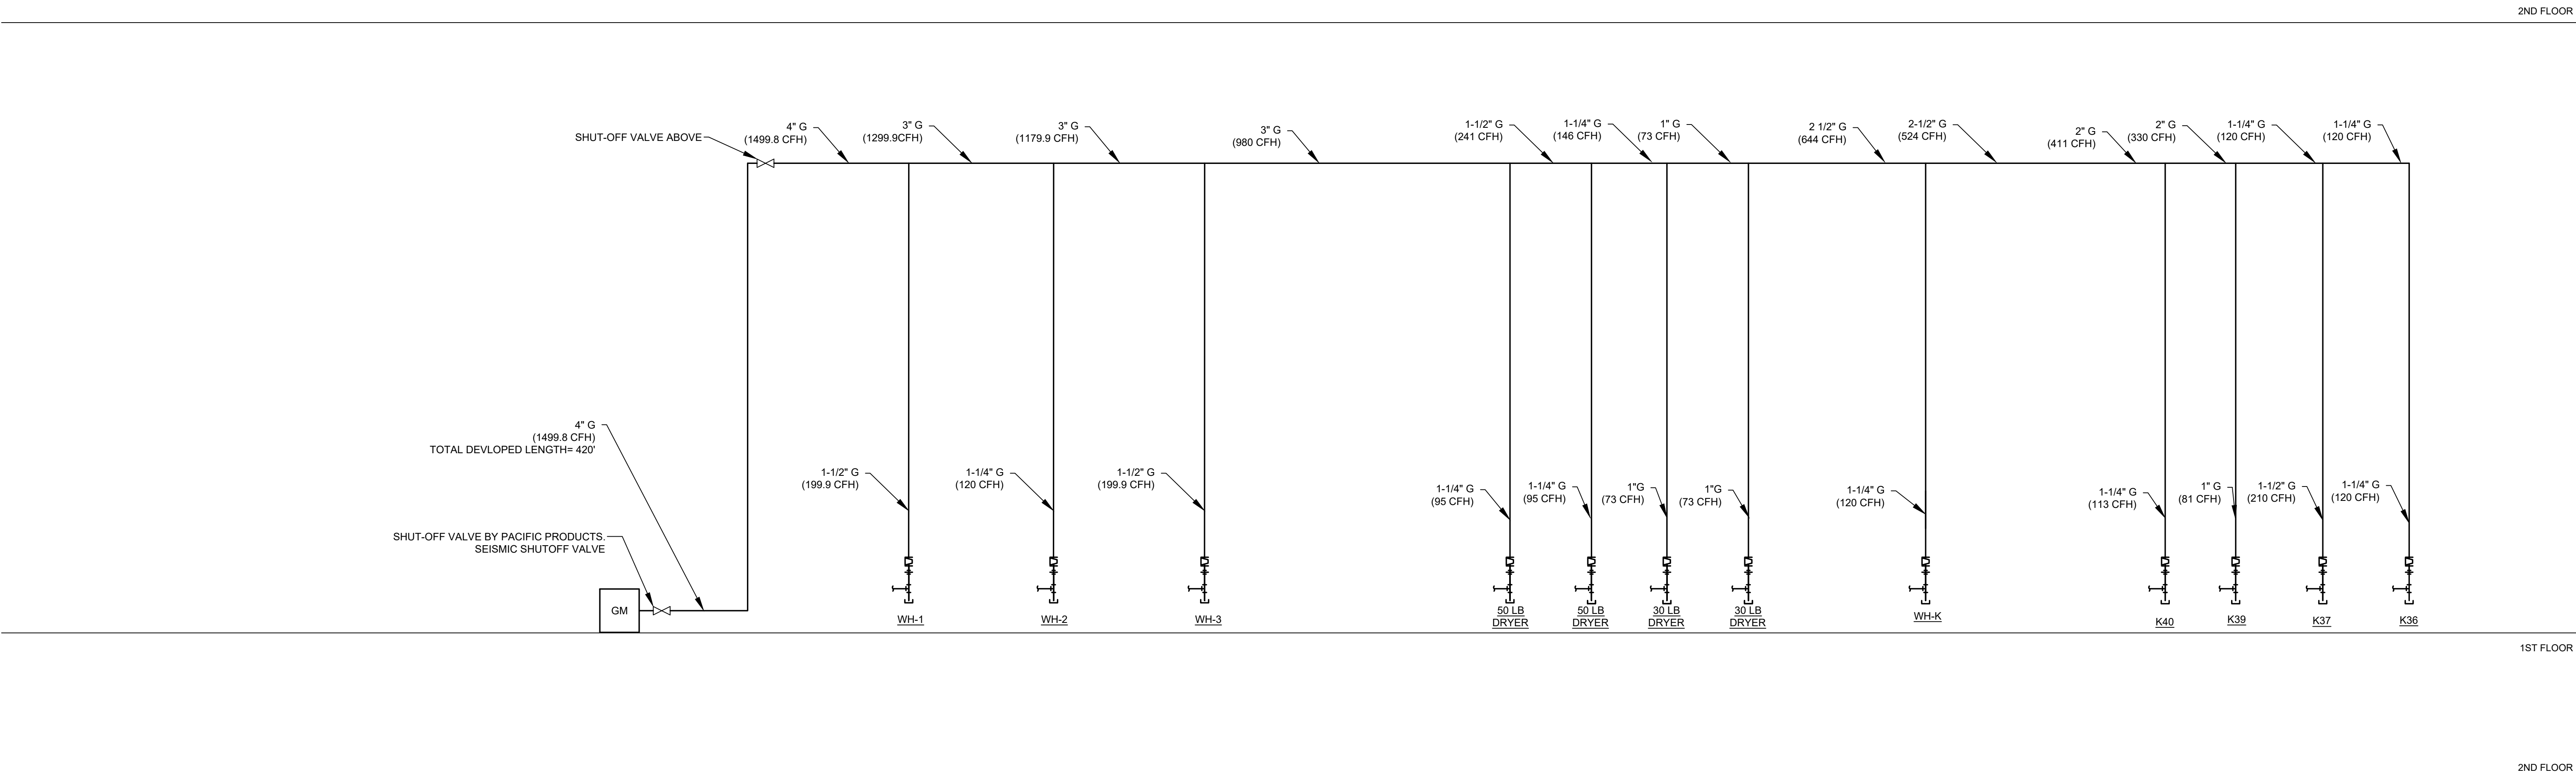 2ND FLOOR
SHUT-OFF VALVE ABOVE
4" G
(1499.8 CFH)
3" G
(1299.9CFH)
3" G
(1179.9 CFH)
3" G
(980 CFH)
1-1/2" G
(241 CFH)
1-1/4" G
(146 CFH)
1" G
(73 CFH)
2 1/2" G
(644 CFH)
2-1/2" G
(524 CFH)
2" G
(411 CFH)
2" G
(330 CFH)
1-1/4" G
(120 CFH)
1-1/4" G
(120 CFH)
4" G
(1499.8 CFH)
TOTAL DEVLOPED LENGTH= 420'
1-1/2" G
(199.9 CFH)
1-1/4" G
(120 CFH)
1-1/2" G
(199.9 CFH)
1-1/4" G
(95 CFH)
1-1/4" G
(95 CFH)
1"G
(73 CFH)
1"G
(73 CFH)
1-1/4" G
(120 CFH)
1-1/4" G
(113 CFH)
1" G
(81 CFH)
1-1/2" G
(210 CFH)
1-1/4" G
(120 CFH)
SHUT-OFF VALVE BY PACIFIC PRODUCTS.
SEISMIC SHUTOFF VALVE
GM
WH-1
WH-2
WH-3
50 LB
DRYER
50 LB
DRYER
30 LB
DRYER
30 LB
DRYER
WH-K
K40
K39
K37
K36
1ST FLOOR
2ND FLOOR